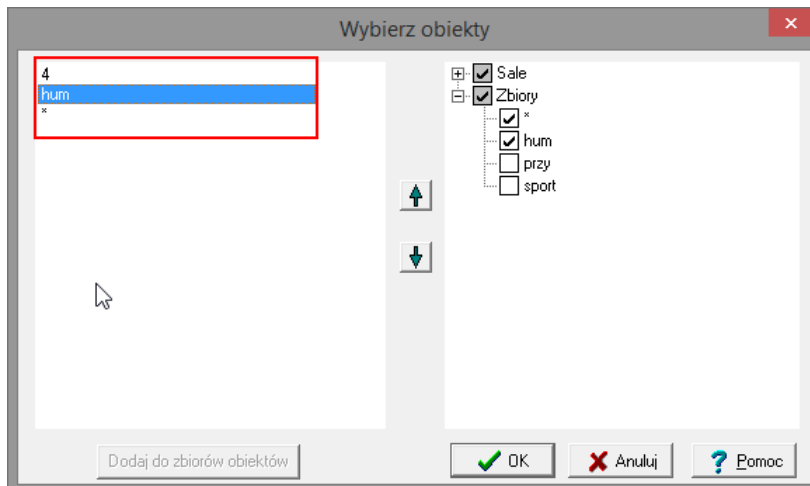 Wybierz obiekty
4
hum
*
Sale
Zbiory
*
hum
przy
sport
Dodaj do zbiorów obiektów
OK
Anuluj
Pomoc